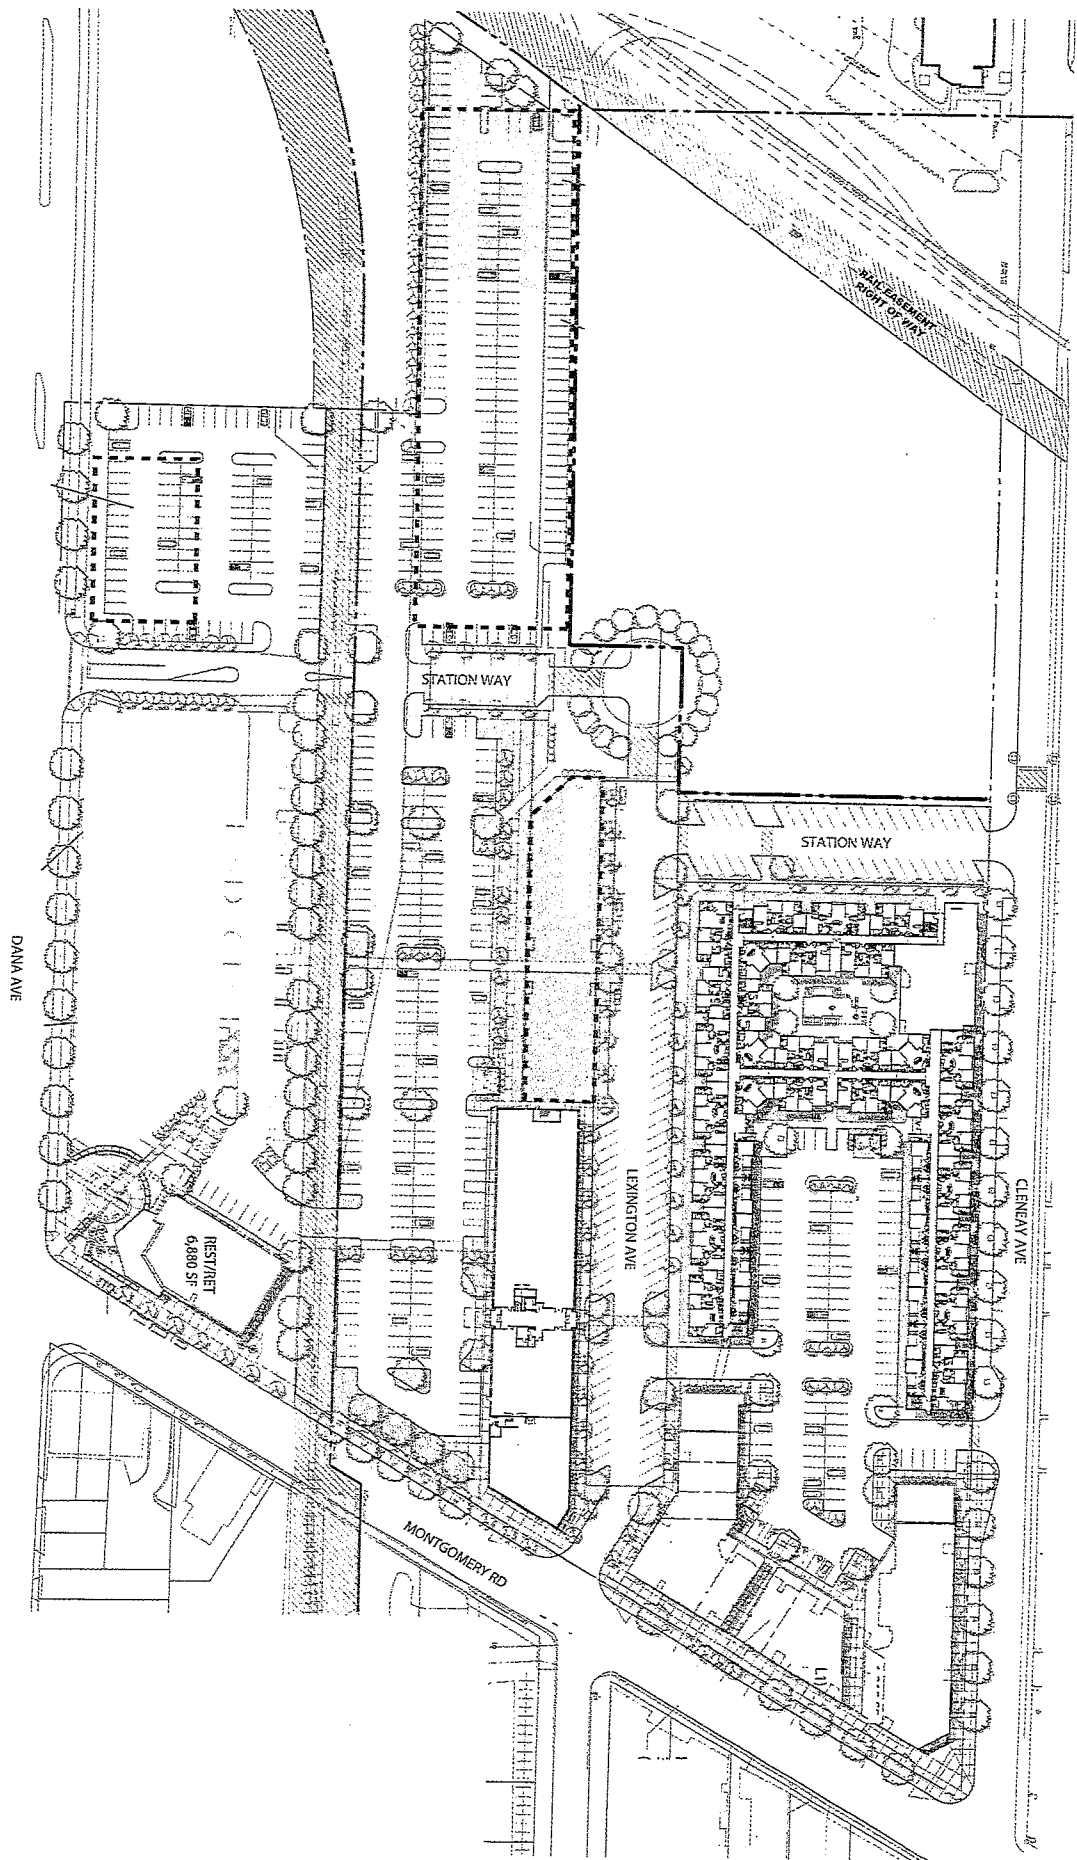 RAIL EASEMENT
RIGHT OF WAY
STATION WAY
STATION WAY
DANA AVE
LEXINGTON AVE
CLENEAY AVE
REST/RET
6,880 SF
MONTGOMERY RD